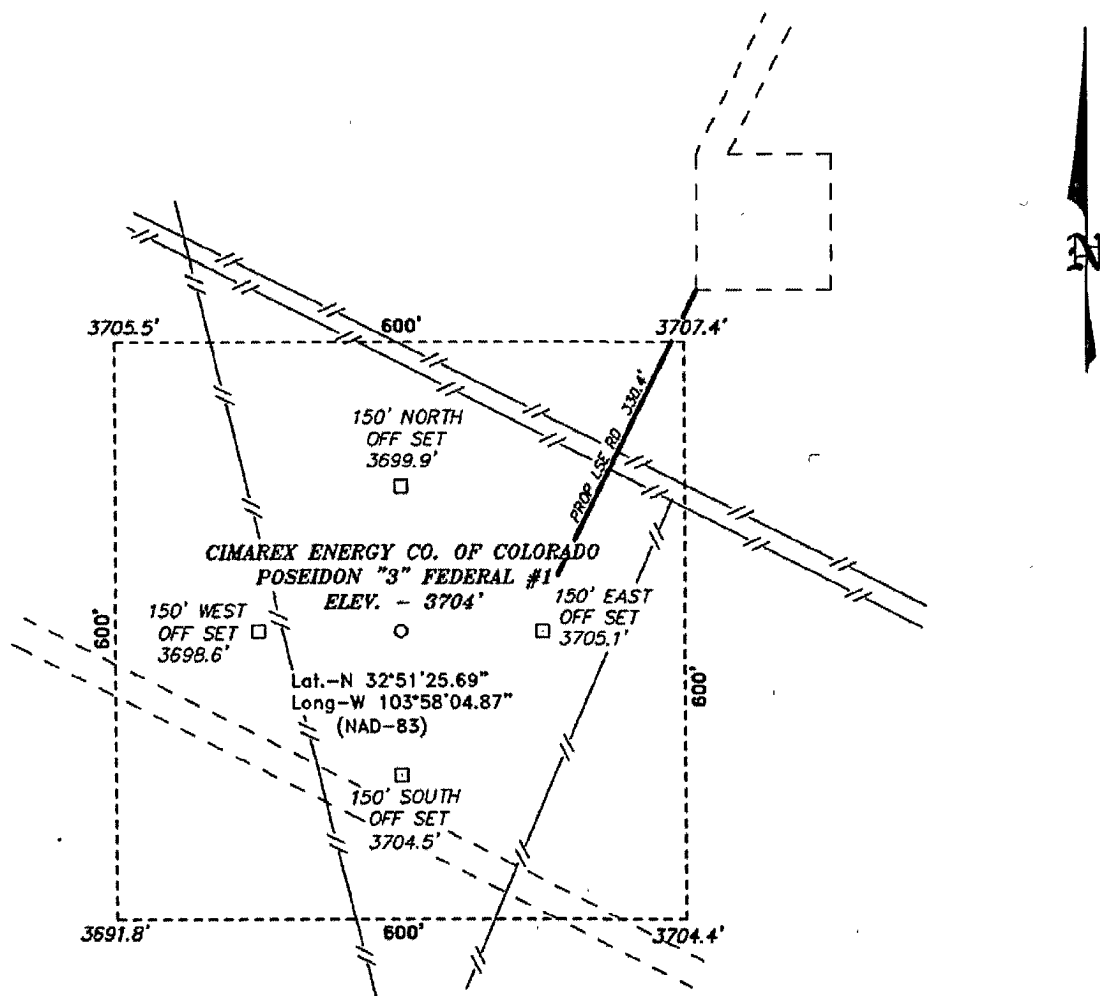 N
3705.5'
600'
3707.4'
PROP LSE RD 330.4'
150' NORTH
OFF SET
3699.9'
CIMAREX ENERGY CO. OF COLORADO
POSEIDON "3" FEDERAL #1
ELEV. - 3704'
600'
150' WEST
OFF SET
3698.6'
150' EAST
OFF SET
3705.1'
600'
Lat.-N 32°51'25.69"
Long-W 103°58'04.87"
(NAD-83)
150' SOUTH
OFF SET
3704.5'
3691.8'
600'
3704.4'